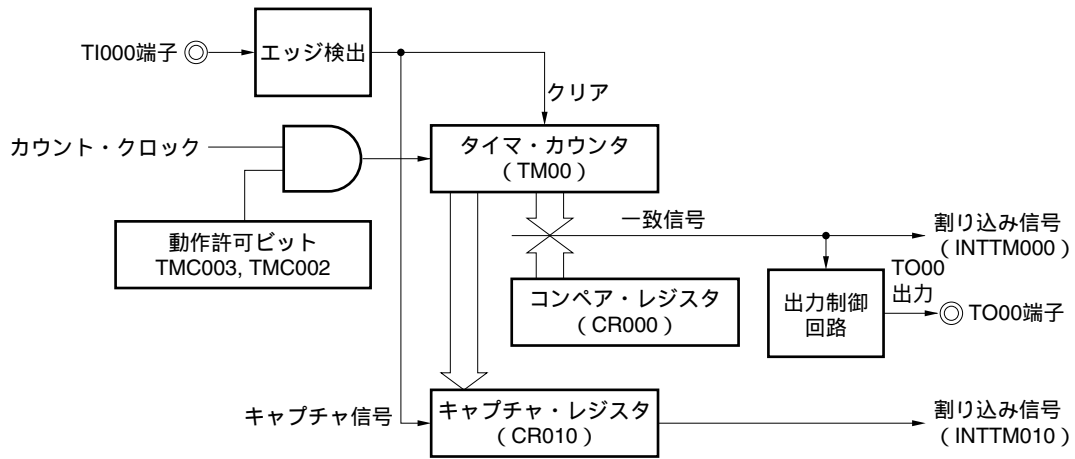 TI000端子
エッジ検出
クリア
カウント・クロック
タイマ・カウンタ
(TM00)
動作許可ビット
TMC003, TMC002
一致信号
割り込み信号
(INTTM000)
コンペア・レジスタ
(CR000)
出力制御
回路
TO00
出力
TO00端子
キャプチャ信号
キャプチャ・レジスタ
(CR010)
割り込み信号
(INTTM010)